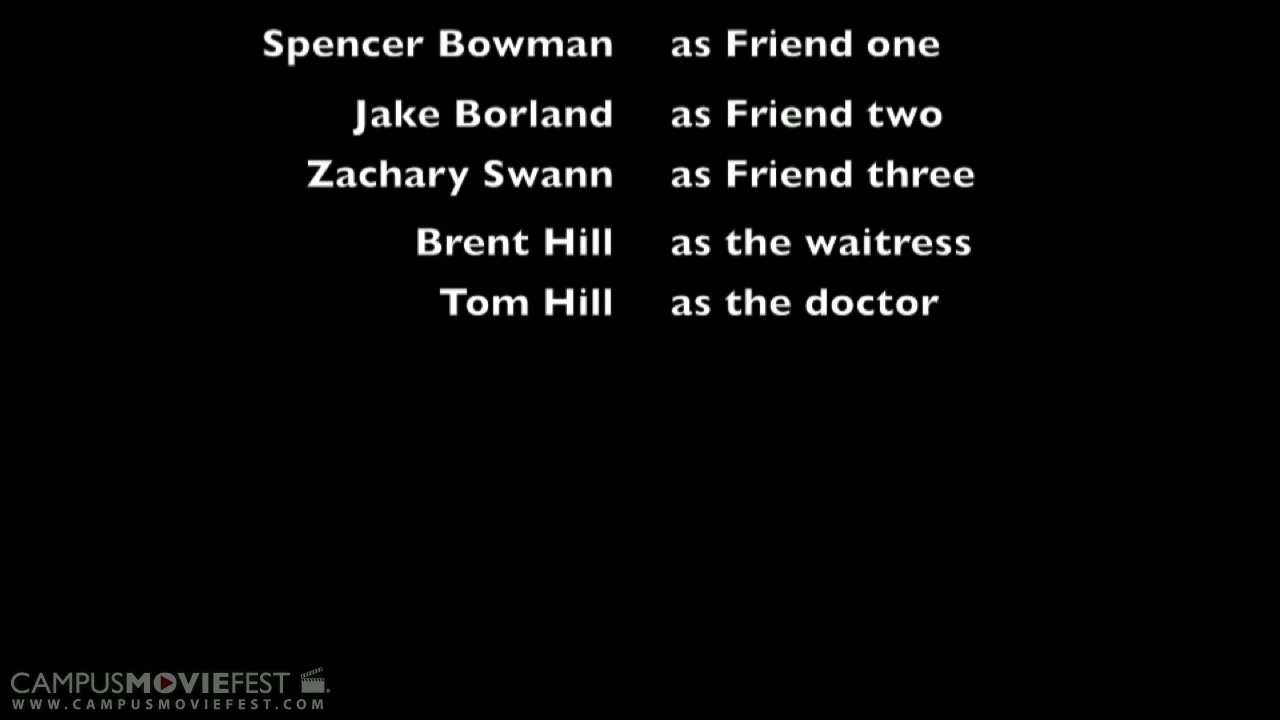 Spencer Bowman as Friend one
Jake Borland as Friend two
Zachary Swann as Friend three
Brent Hill as the waitress
Tom Hill as the doctor
CAMPUSMOVIEFEST
WWW.CAMPUSMOVIEFEST.COM